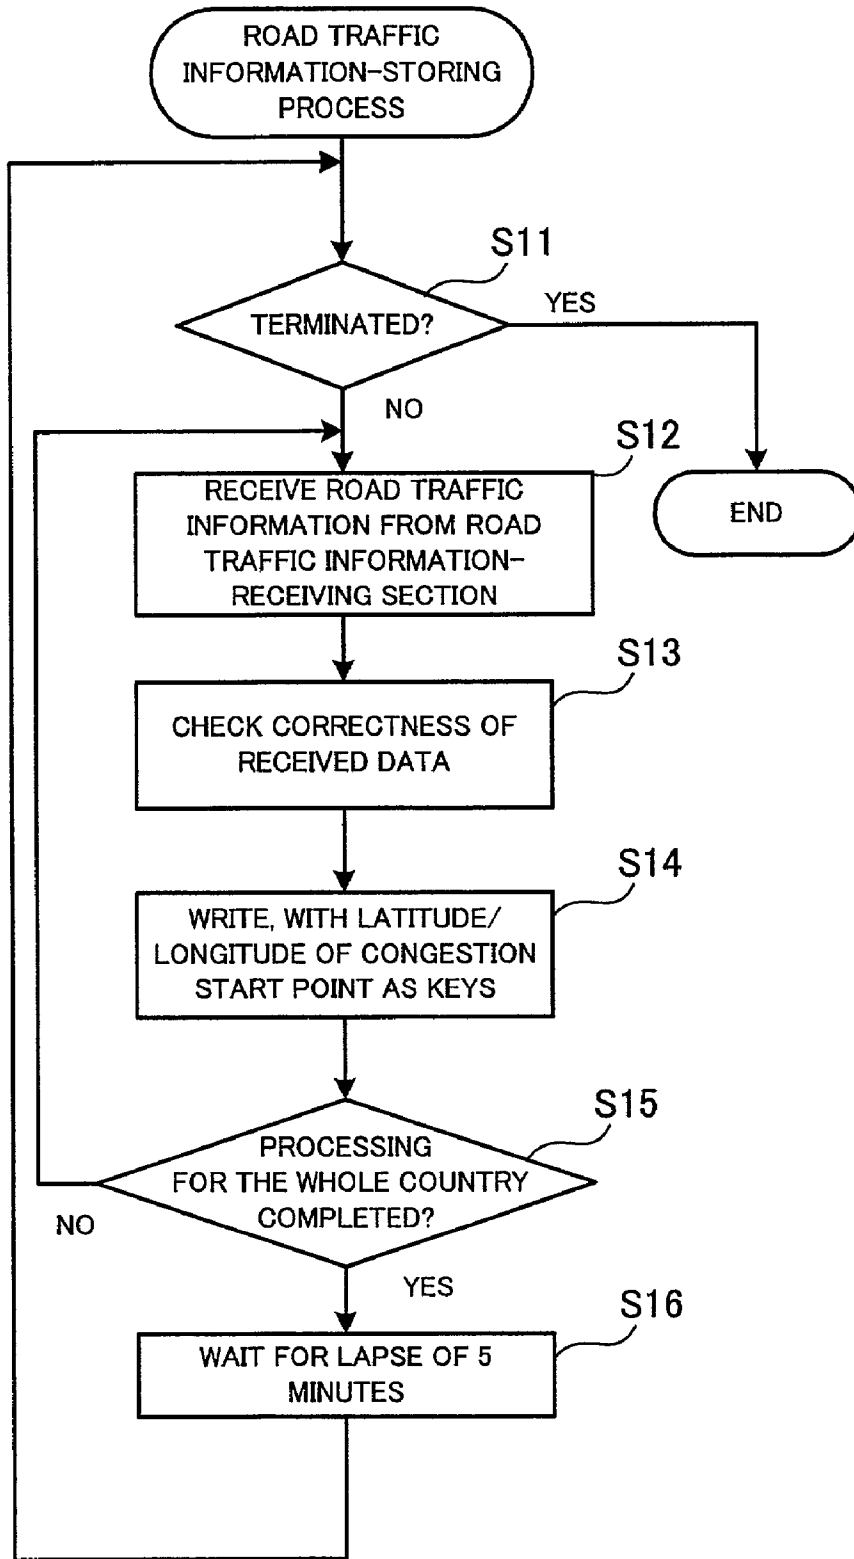 ROAD TRAFFIC
INFORMATION-STORING
PROCESS
S11
TERMINATED?
YES
NO
S12
RECEIVE ROAD TRAFFIC
INFORMATION FROM ROAD
TRAFFIC INFORMATION-
RECEIVING SECTION
END
S13
CHECK CORRECTNESS OF
RECEIVED DATA
S14
WRITE, WITH LATITUDE/
LONGITUDE OF CONGESTION
START POINT AS KEYS
S15
PROCESSING
FOR THE WHOLE COUNTRY
COMPLETED?
NO
YES
S16
WAIT FOR LAPSE OF 5
MINUTES